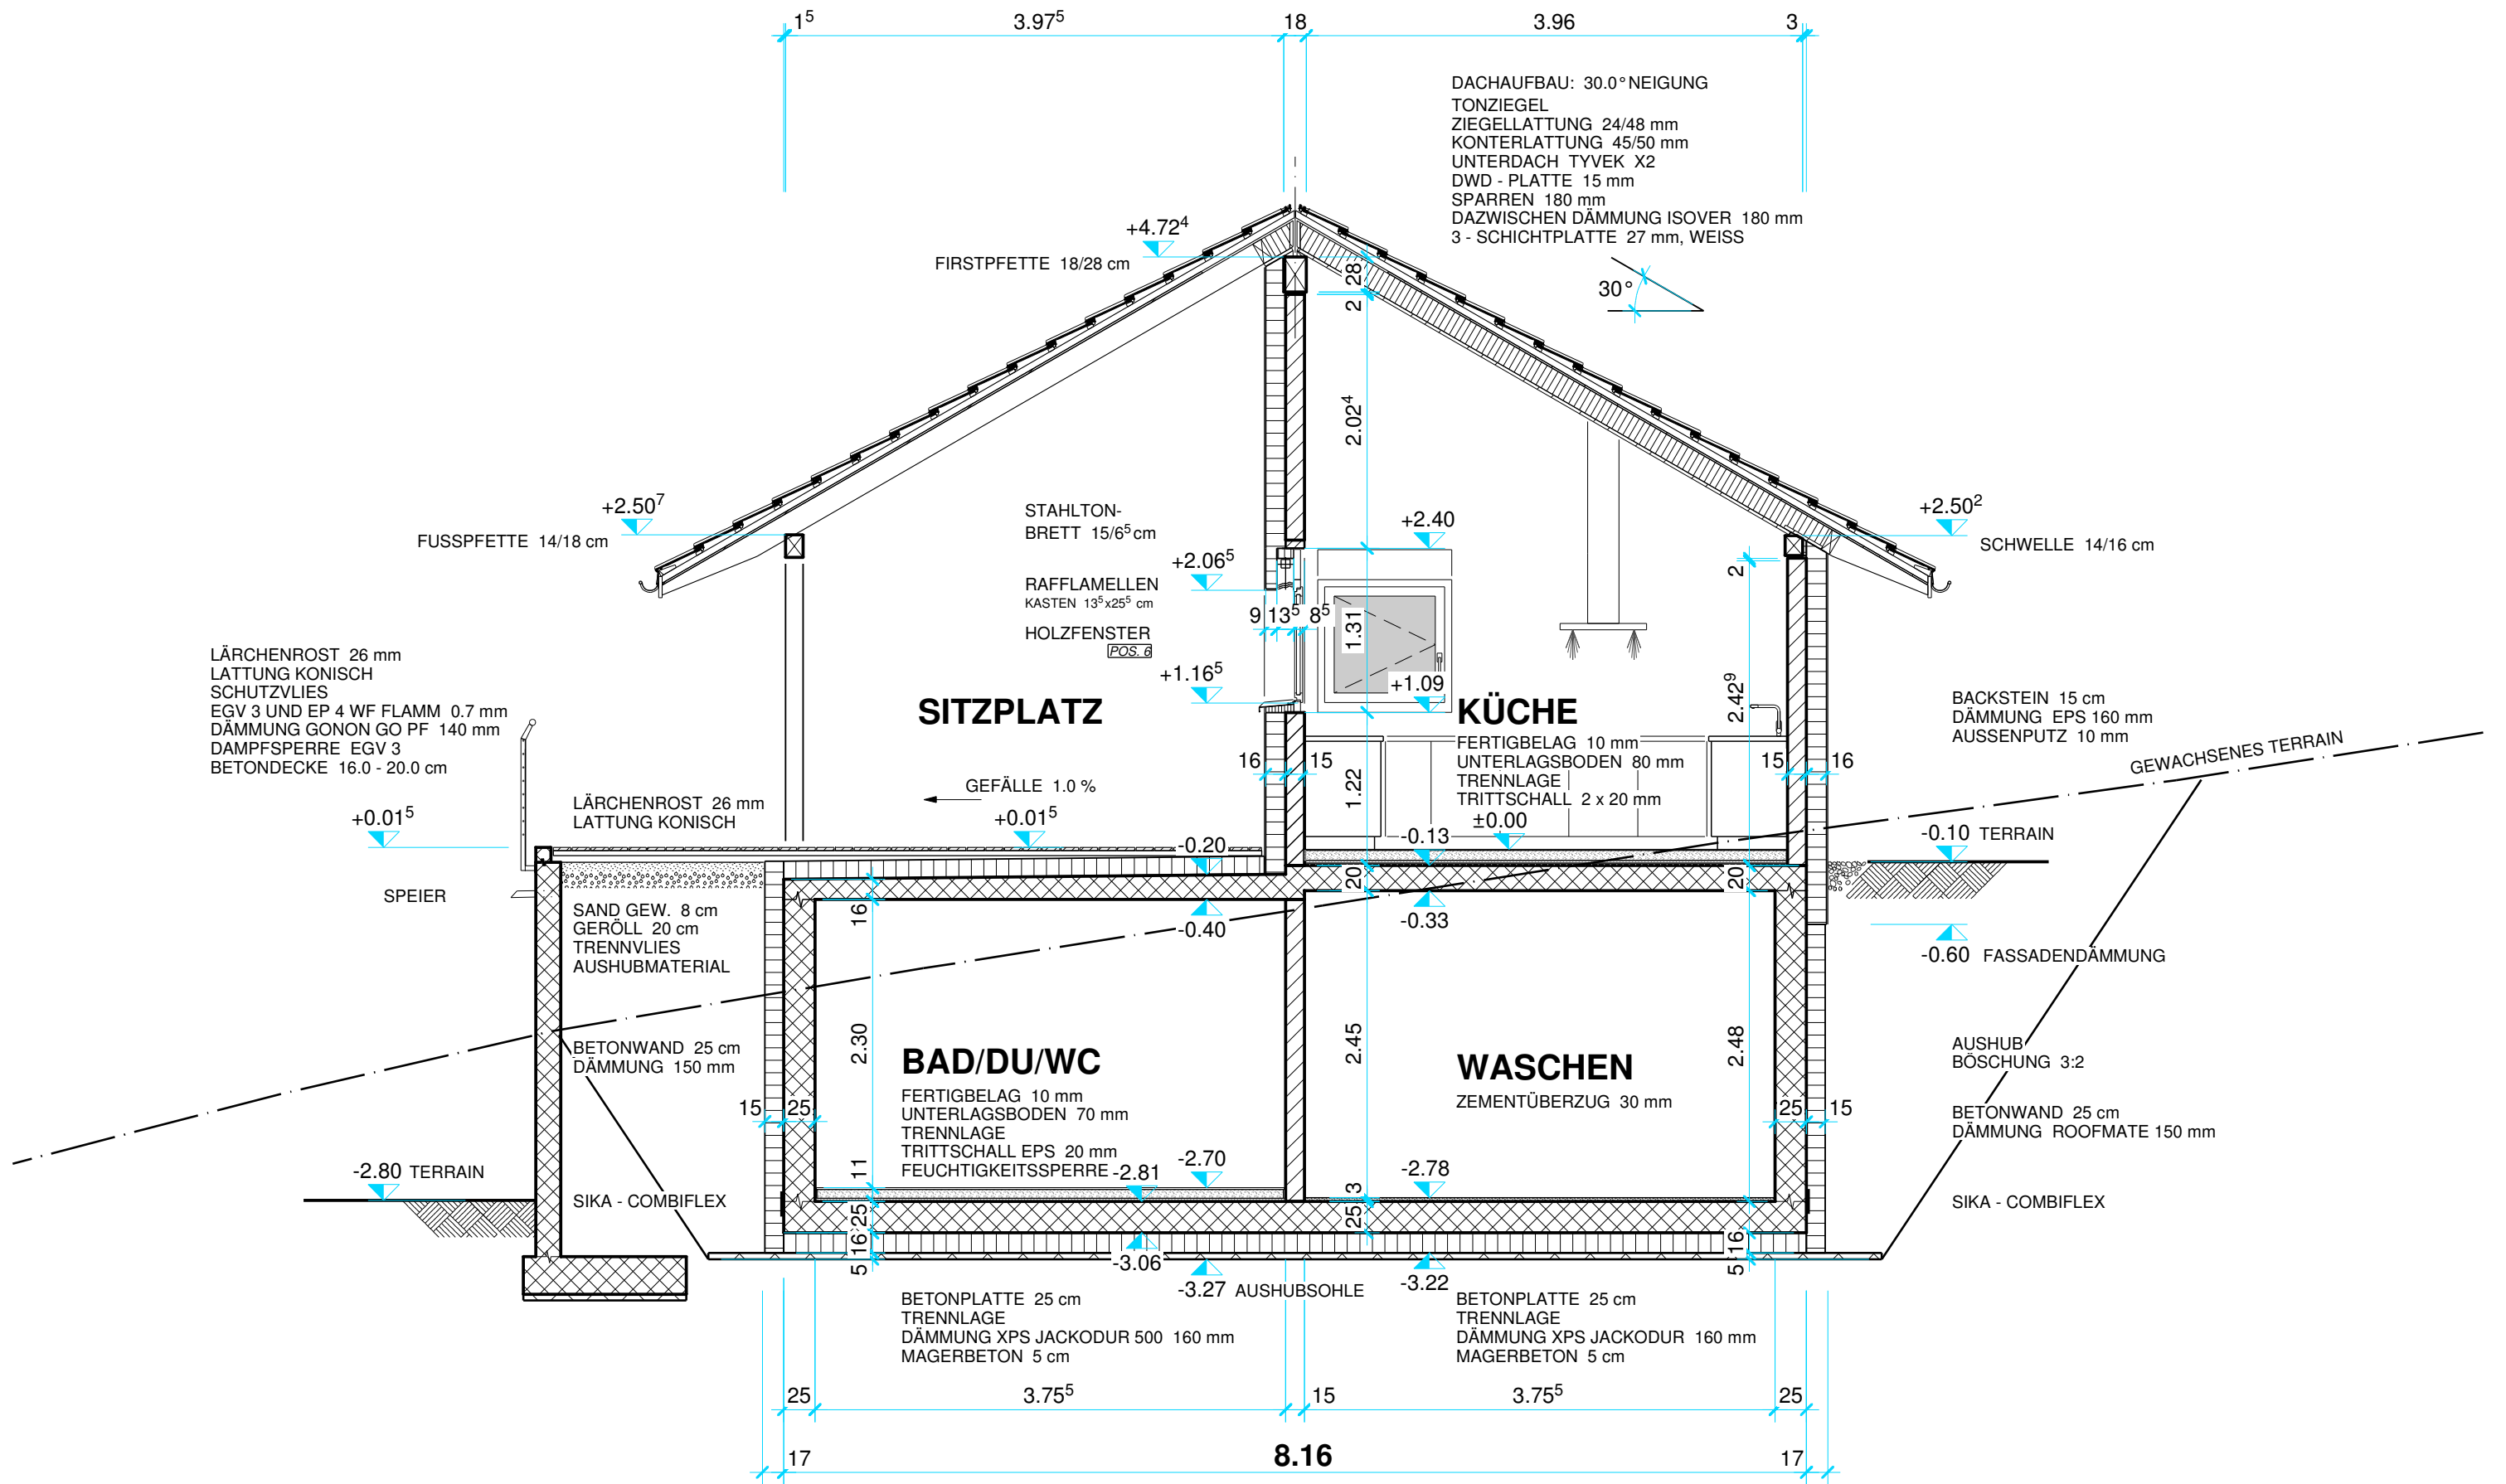 1⁵ 3.97⁵ 18 3.96 3
DACHAUFBAU: 30.0° NEIGUNG
TONZIEGEL
ZIEGELLATTUNG 24/48 mm
KONTERLATTUNG 45/50 mm
UNTERDACH TYVEK X2
DWD - PLATTE 15 mm
SPARREN 180 mm
DAZWISCHEN DÄMMUNG ISOVER 180 mm
3 - SCHICHTPLATTE 27 mm, WEISS
+4.72⁴
FIRSTPFETTE 18/28 cm
28
2
30°
2.02⁴
+2.50⁷
FUSSPFETTE 14/18 cm
STAHLTON-
BRETT 15/6⁵ cm
+2.40
+2.50²
SCHWELLE 14/16 cm
+2.06⁵
2
RAFFLAMELLEN
KASTEN 13⁵x25⁵ cm
9 13⁵ 8⁵
1.31
HOLZFENSTER
POS. 6
+1.16⁵
+1.09
2.42⁹
LÄRCHENROST 26 mm
LATTUNG KONISCH
SCHUTZVLIES
EGV 3 UND EP 4 WF FLAMM 0.7 mm
DÄMMUNG GONON GO PF 140 mm
DAMPFSPERRE EGV 3
BETONDECKE 16.0 - 20.0 cm
SITZPLATZ
KÜCHE
FERTIGBELAG 10 mm
UNTERLAGSBODEN 80 mm
TRENNLAGE
TRITTSCHALL 2 x 20 mm
BACKSTEIN 15 cm
DÄMMUNG EPS 160 mm
AUSSENPUTZ 10 mm
GEWACHSENES TERRAIN
16 15
15 16
1.22
GEFÄLLE 1.0 %
LÄRCHENROST 26 mm
LATTUNG KONISCH
+0.01⁵
+0.01⁵
±0.00
-0.13
-0.20
-0.10 TERRAIN
20
20
SPEIER
16
-0.40
-0.33
SAND GEW. 8 cm
GERÖLL 20 cm
TRENNVLIES
AUSHUBMATERIAL
-0.60 FASSADENDÄMMUNG
2.30
2.45
2.48
BETONWAND 25 cm
DÄMMUNG 150 mm
BAD/DU/WC
FERTIGBELAG 10 mm
UNTERLAGSBODEN 70 mm
TRENNLAGE
TRITTSCHALL EPS 20 mm
FEUCHTIGKEITSSPERRE
WASCHEN
ZEMENTÜBERZUG 30 mm
AUSHUB
BÖSCHUNG 3:2
15 25
25 15
BETONWAND 25 cm
DÄMMUNG ROOFMATE 150 mm
-2.80 TERRAIN
11
-2.81
-2.70
-2.78
3
SIKA - COMBIFLEX
SIKA - COMBIFLEX
25
25
16
16
5
5
-3.06
-3.27 AUSHUBSOHLE
-3.22
BETONPLATTE 25 cm
TRENNLAGE
DÄMMUNG XPS JACKODUR 500 160 mm
MAGERBETON 5 cm
BETONPLATTE 25 cm
TRENNLAGE
DÄMMUNG XPS JACKODUR 160 mm
MAGERBETON 5 cm
25 3.75⁵ 15 3.75⁵ 25
17 8.16 17